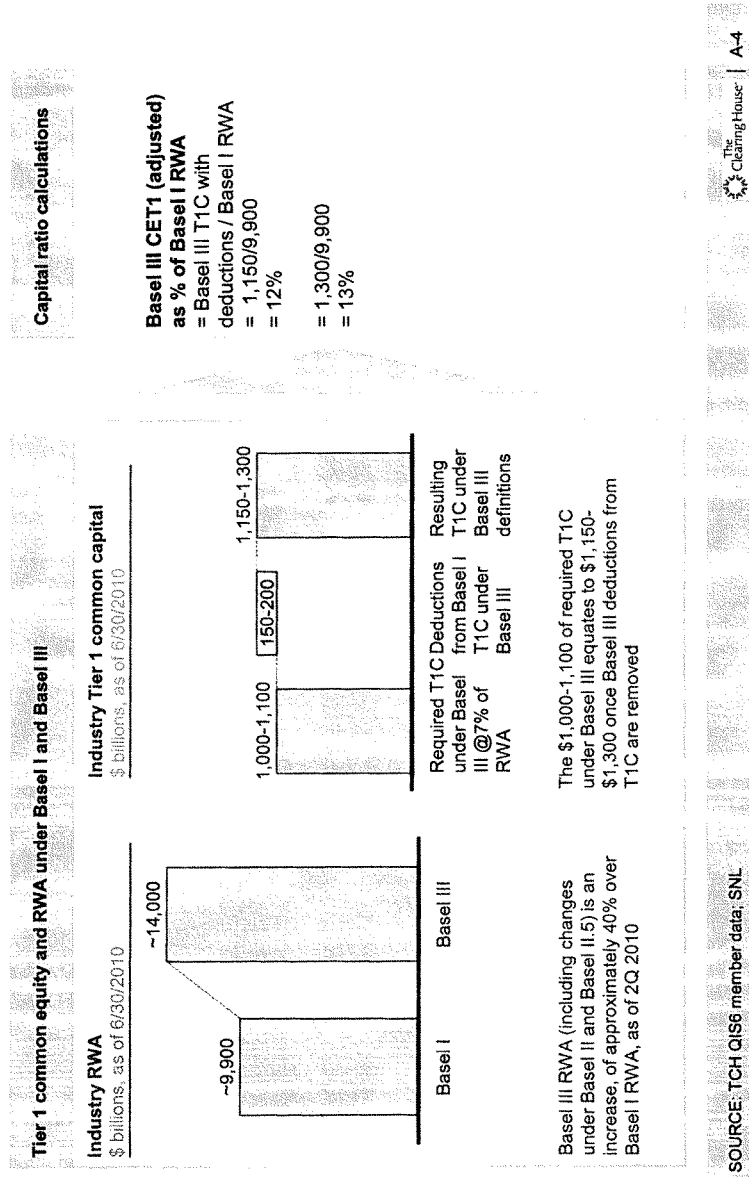 Tier 1 common equity and RWA under Basel I and Basel III
Industry RWA
$ billions, as of 6/30/2010
~9,900
~14,000
Basel I
Basel III
Basel III RWA (including changes
under Basel II and Basel II.5) is an
increase, of approximately 40% over
Basel I RWA, as of 2Q 2010
Industry Tier 1 common capital
$ billions, as of 6/30/2010
1,000-1,100
150-200
1,150-1,300
Required T1C
under Basel
III @7% of
RWA
Deductions
from Basel I
T1C under
Basel III
Resulting
T1C under
Basel III
definitions
The $1,000-1,100 of required T1C
under Basel III equates to $1,150-
$1,300 once Basel III deductions from
T1C are removed
Capital ratio calculations
Basel III CET1 (adjusted)
as % of Basel I RWA
= Basel III T1C with
deductions / Basel I RWA
= 1,150/9,900
= 12%
= 1,300/9,900
= 13%
SOURCE: TCH QIS6 member data; SNL
The
Clearing House
| A-4